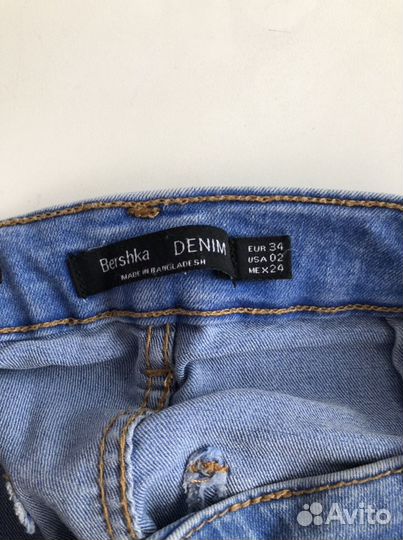 Bershka DENIM
MADE IN BANGLADESH
EUR 34
USA 02
MEX 24
Avito